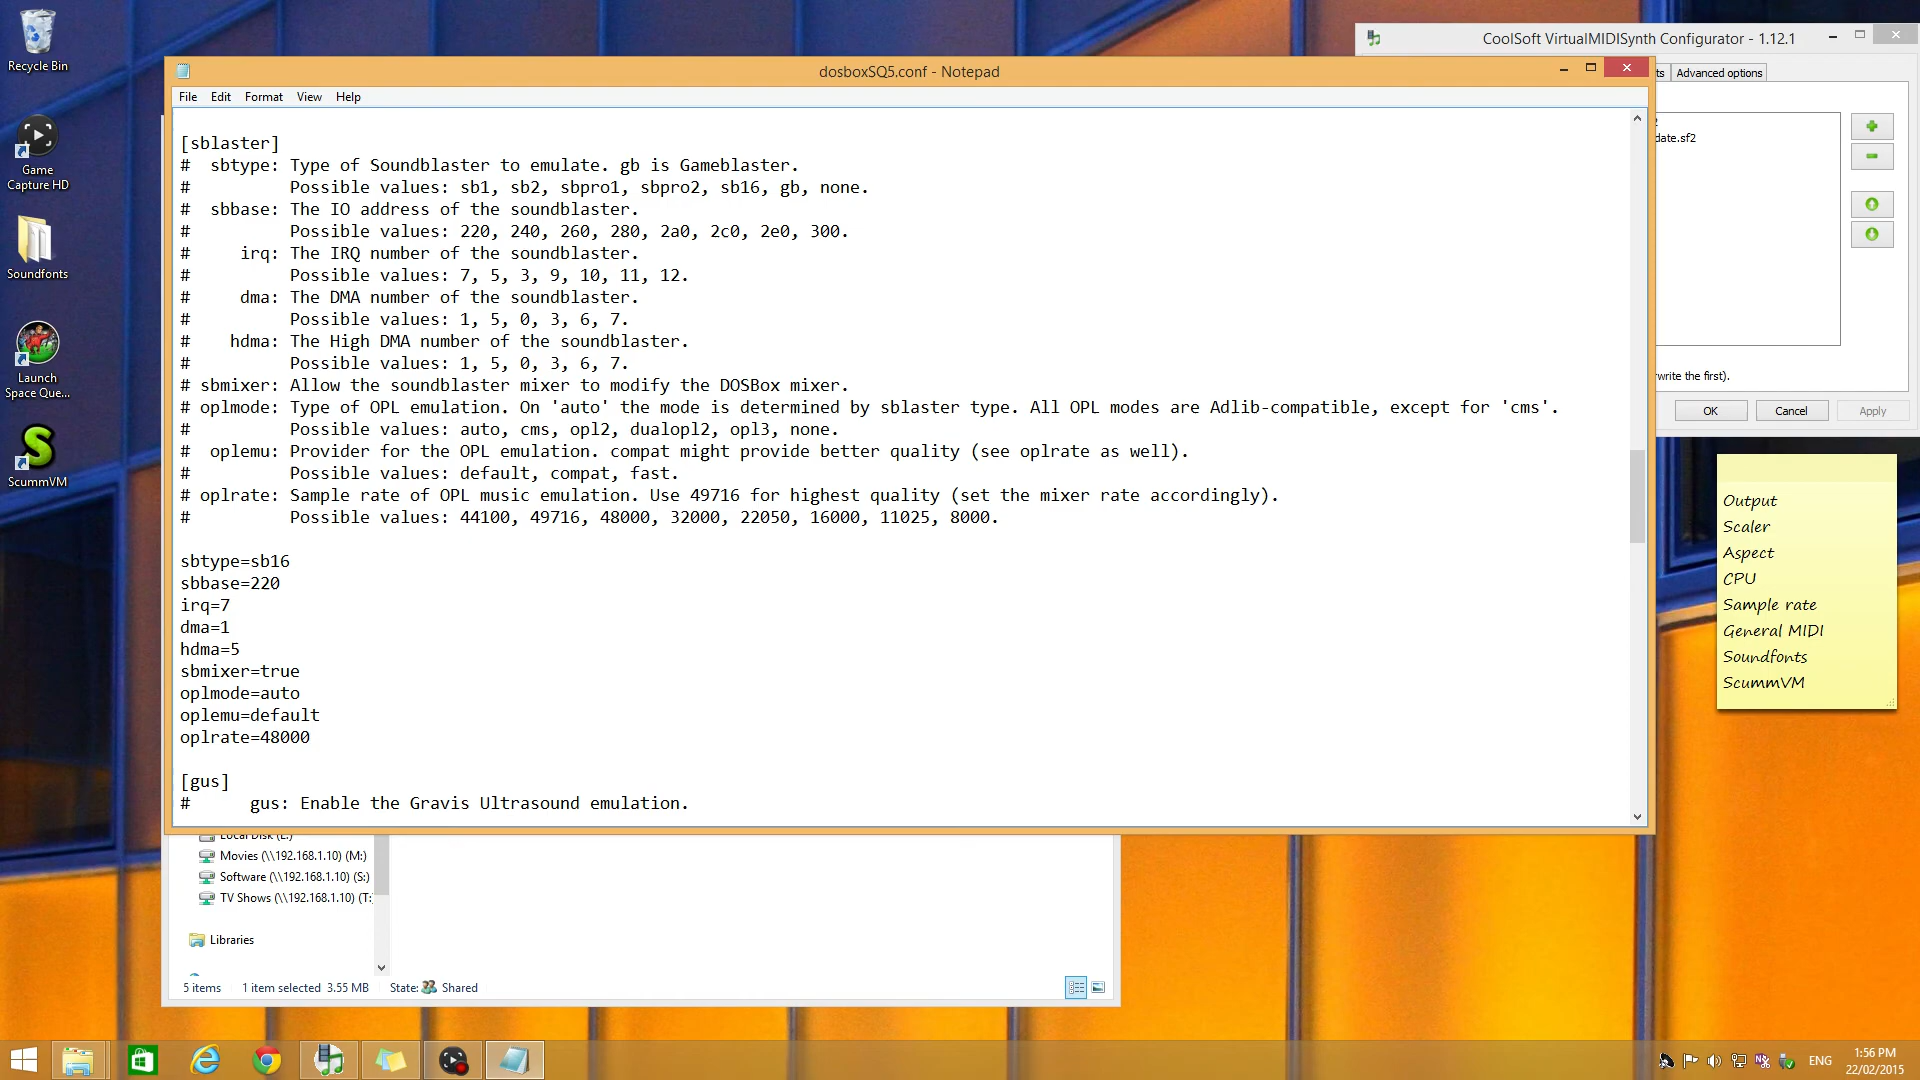 Recycle Bin
Game
Capture HD
Soundfonts
Launch
Space Que...
ScummVM
CoolSoft VirtualMIDISynth Configurator - 1.12.1
Advanced options
date.sf2
write the first).
OK
Cancel
Apply
dosboxSQ5.conf - Notepad
File Edit Format View Help
[sblaster]
#  sbtype: Type of Soundblaster to emulate. gb is Gameblaster.
#          Possible values: sb1, sb2, sbpro1, sbpro2, sb16, gb, none.
#  sbbase: The IO address of the soundblaster.
#          Possible values: 220, 240, 260, 280, 2a0, 2c0, 2e0, 300.
#     irq: The IRQ number of the soundblaster.
#          Possible values: 7, 5, 3, 9, 10, 11, 12.
#     dma: The DMA number of the soundblaster.
#          Possible values: 1, 5, 0, 3, 6, 7.
#    hdma: The High DMA number of the soundblaster.
#          Possible values: 1, 5, 0, 3, 6, 7.
# sbmixer: Allow the soundblaster mixer to modify the DOSBox mixer.
# oplmode: Type of OPL emulation. On 'auto' the mode is determined by sblaster type. All OPL modes are Adlib-compatible, except for 'cms'.
#          Possible values: auto, cms, opl2, dualopl2, opl3, none.
#  oplemu: Provider for the OPL emulation. compat might provide better quality (see oplrate as well).
#          Possible values: default, compat, fast.
# oplrate: Sample rate of OPL music emulation. Use 49716 for highest quality (set the mixer rate accordingly).
#          Possible values: 44100, 49716, 48000, 32000, 22050, 16000, 11025, 8000.
sbtype=sb16
sbbase=220
irq=7
dma=1
hdma=5
sbmixer=true
oplmode=auto
oplemu=default
oplrate=48000
[gus]
#      gus: Enable the Gravis Ultrasound emulation.
Output
Scaler
Aspect
CPU
Sample rate
General MIDI
Soundfonts
ScummVM
Local Disk (L:)
Movies (\\192.168.1.10) (M:)
Software (\\192.168.1.10) (S:)
TV Shows (\\192.168.1.10) (T:
Libraries
5 items 1 item selected 3.55 MB State: Shared
ENG
1:56 PM
22/02/2015